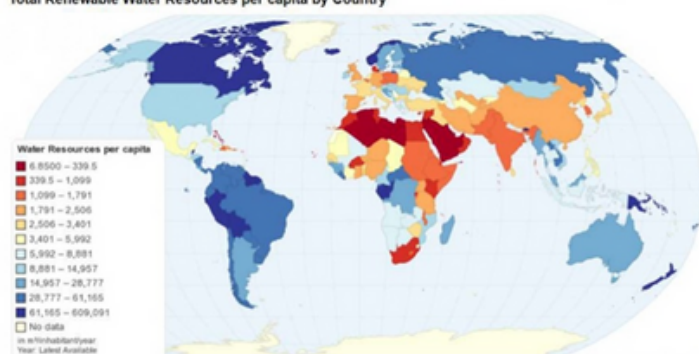 Total Renewable Water Resources per capita by Country
Water Resources per capita
6.8500 – 339.5
339.5 – 1,099
1,099 – 1,791
1,791 – 2,506
2,506 – 3,401
3,401 – 5,992
5,992 – 8,881
8,881 – 14,957
14,957 – 28,777
28,777 – 61,165
61,165 – 609,091
No data
in m³/inhabitant/year
Year: Latest Available